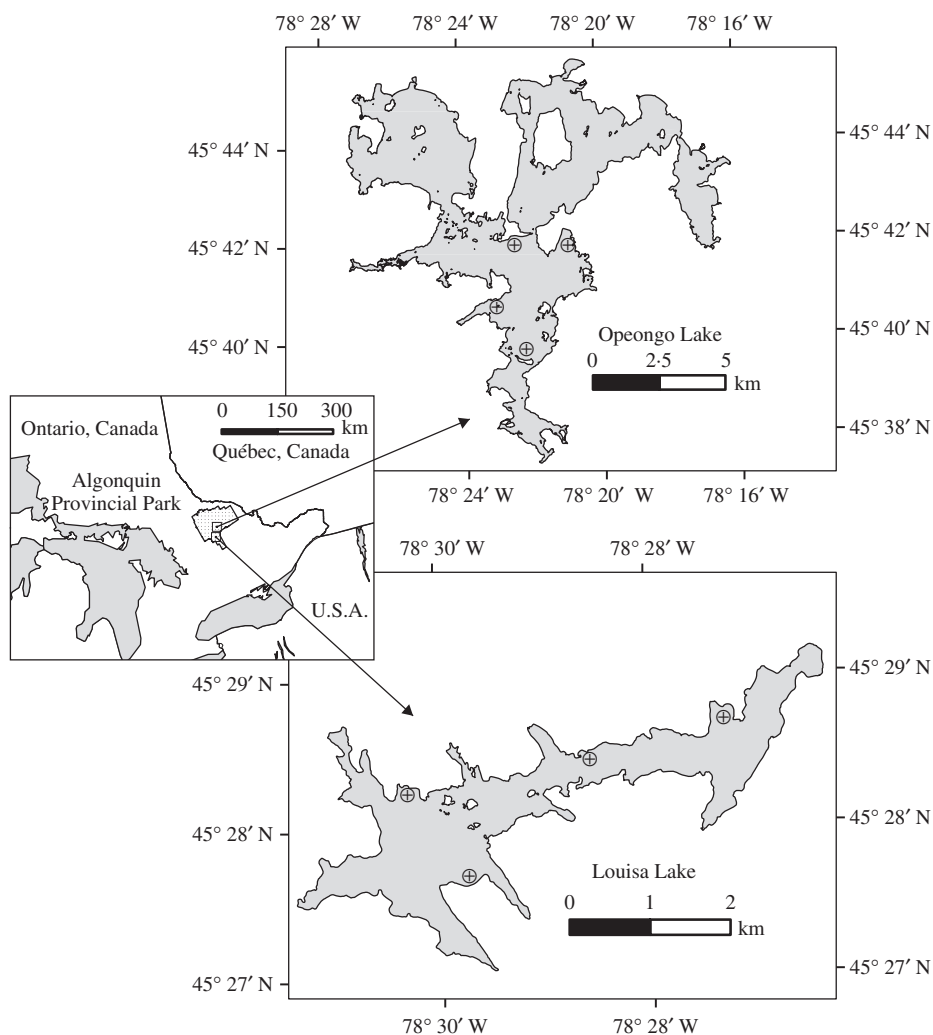 78° 28′ W 78° 24′ W 78° 20′ W 78° 16′ W
45° 44′ N
45° 44′ N
45° 42′ N
45° 42′ N
45° 40′ N
45° 40′ N
45° 38′ N
Opeongo Lake
0 2·5 5
km
78° 24′ W 78° 20′ W 78° 16′ W
0 150 300
km
Ontario, Canada
Québec, Canada
Algonquin
Provincial Park
U.S.A.
78° 30′ W 78° 28′ W
45° 29′ N
45° 29′ N
45° 28′ N
45° 28′ N
45° 27′ N
45° 27′ N
Louisa Lake
0 1 2
km
78° 30′ W 78° 28′ W